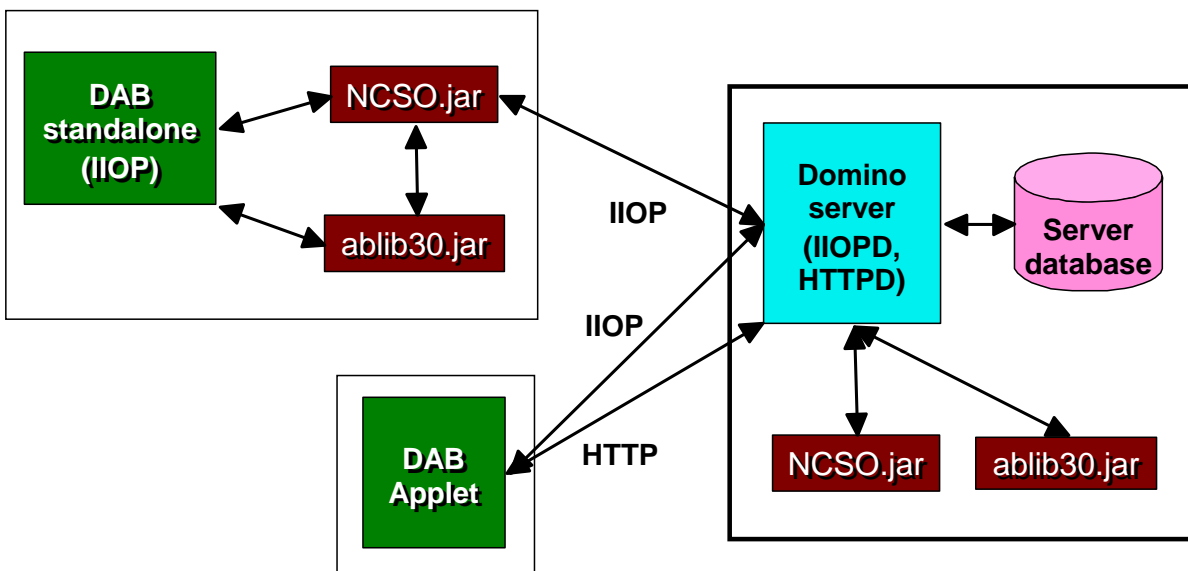 DAB
standalone
(IIOP)
NCSO.jar
ablib30.jar
IIOP
IIOP
HTTP
DAB
Applet
Domino
server
(IIOPD,
HTTPD)
Server
database
NCSO.jar
ablib30.jar